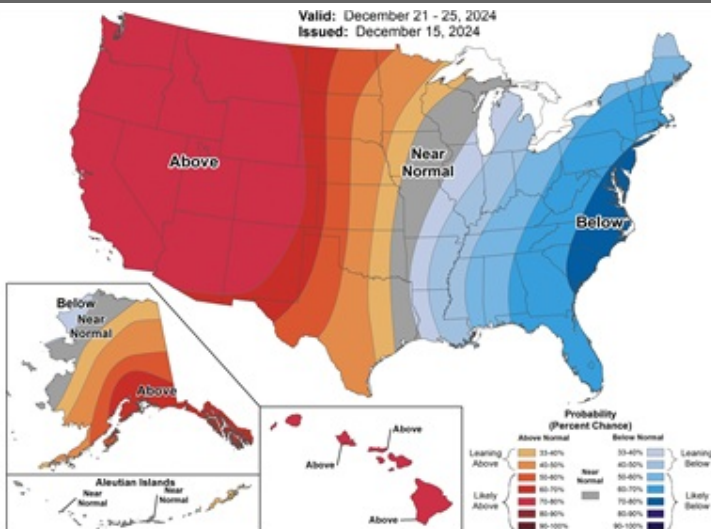 Valid: December 21 - 25, 2024
Issued: December 15, 2024
Above
Near
Normal
Below
Below
Near
Normal
Above
Aleutian Islands
Near
Normal
Near
Normal
Above
Above
Above
Probability
(Percent Chance)
Above Normal
Below Normal
Leaning
Above
33-40%
40-50%
Likely
Above
50-60%
60-70%
70-80%
80-90%
90-100%
Near
Normal
33-40%
40-50%
Leaning
Below
50-60%
60-70%
70-80%
80-90%
90-100%
Likely
Below